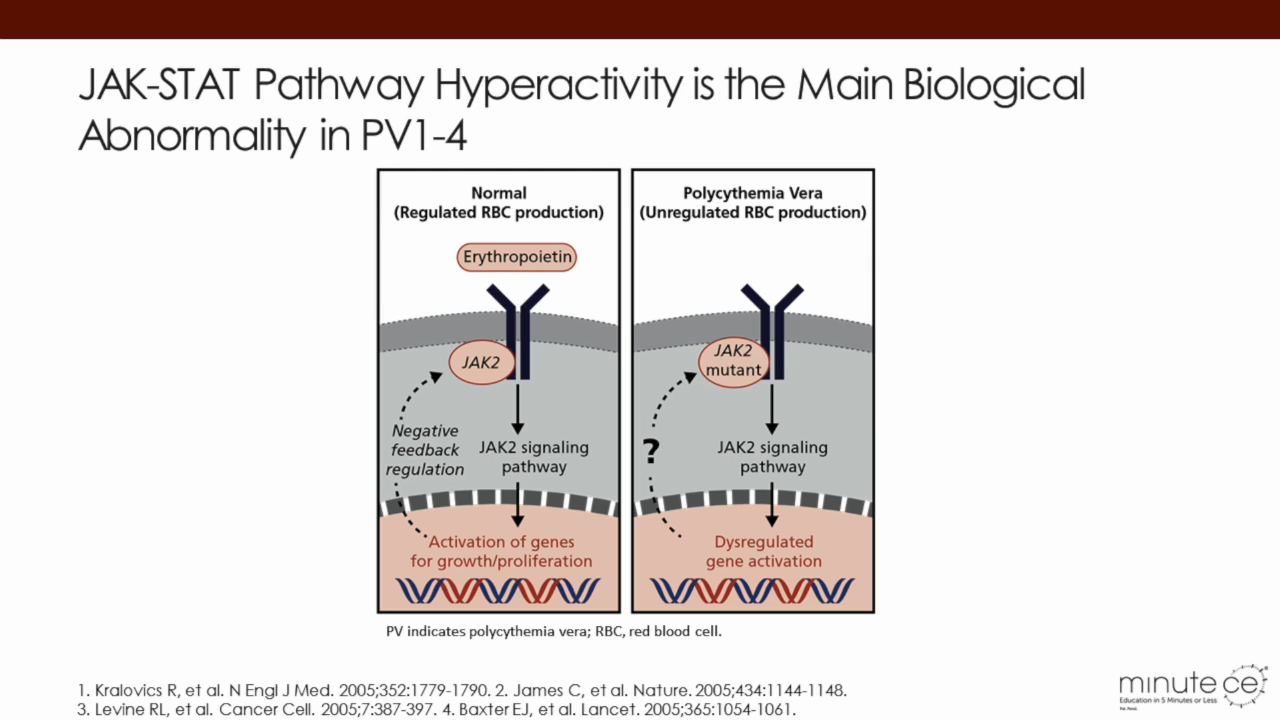 JAK-STAT Pathway Hyperactivity is the Main Biological
Abnormality in PV1-4
Normal
(Regulated RBC production)
Erythropoietin
JAK2
Negative
feedback
regulation
JAK2 signaling
pathway
Activation of genes
for growth/proliferation
Polycythemia Vera
(Unregulated RBC production)
JAK2
mutant
?
JAK2 signaling
pathway
Dysregulated
gene activation
PV indicates polycythemia vera; RBC, red blood cell.
1. Kralovics R, et al. N Engl J Med. 2005;352:1779-1790. 2. James C, et al. Nature. 2005;434:1144-1148.
3. Levine RL, et al. Cancer Cell. 2005;7:387-397. 4. Baxter EJ, et al. Lancet. 2005;365:1054-1061.
minute ce
Education in 5 Minutes or Less